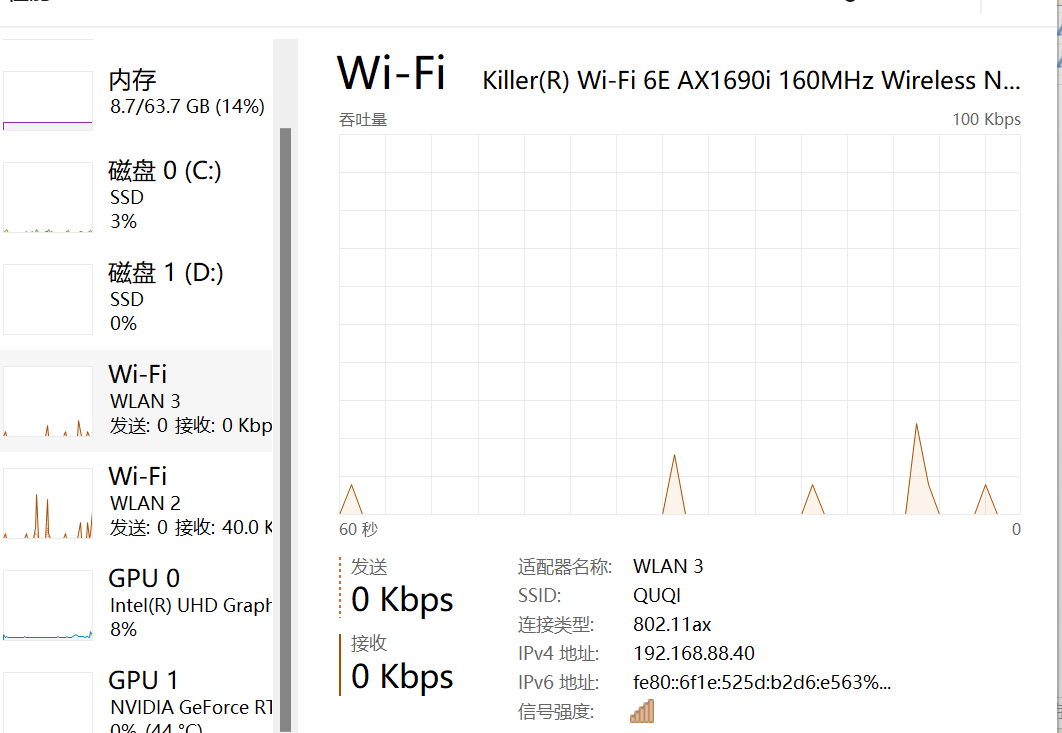 内存
8.7/63.7 GB (14%)
磁盘 0 (C:)
SSD
3%
磁盘 1 (D:)
SSD
0%
Wi-Fi
WLAN 3
发送: 0 接收: 0 Kbp
Wi-Fi
WLAN 2
发送: 0 接收: 40.0 K
GPU 0
Intel(R) UHD Graph
8%
GPU 1
NVIDIA GeForce RT
0% (44 °C)
Wi-Fi
Killer(R) Wi-Fi 6E AX1690i 160MHz Wireless N...
吞吐量
100 Kbps
60 秒
0
发送
0 Kbps
接收
0 Kbps
适配器名称: WLAN 3
SSID: QUQI
连接类型: 802.11ax
IPv4 地址: 192.168.88.40
IPv6 地址: fe80::6f1e:525d:b2d6:e563%...
信号强度: